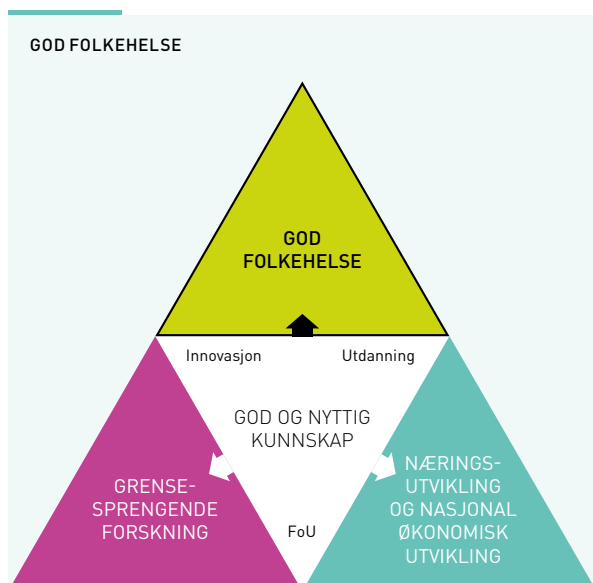 GOD FOLKEHELSE
GOD
FOLKEHELSE
Innovasjon
Utdanning
GOD OG NYTTIG
KUNNSKAP
GRENSE-
SPRENGENDE
FORSKNING
FoU
NÆRINGS-
UTVIKLING
OG NASJONAL
ØKONOMISK
UTVIKLING